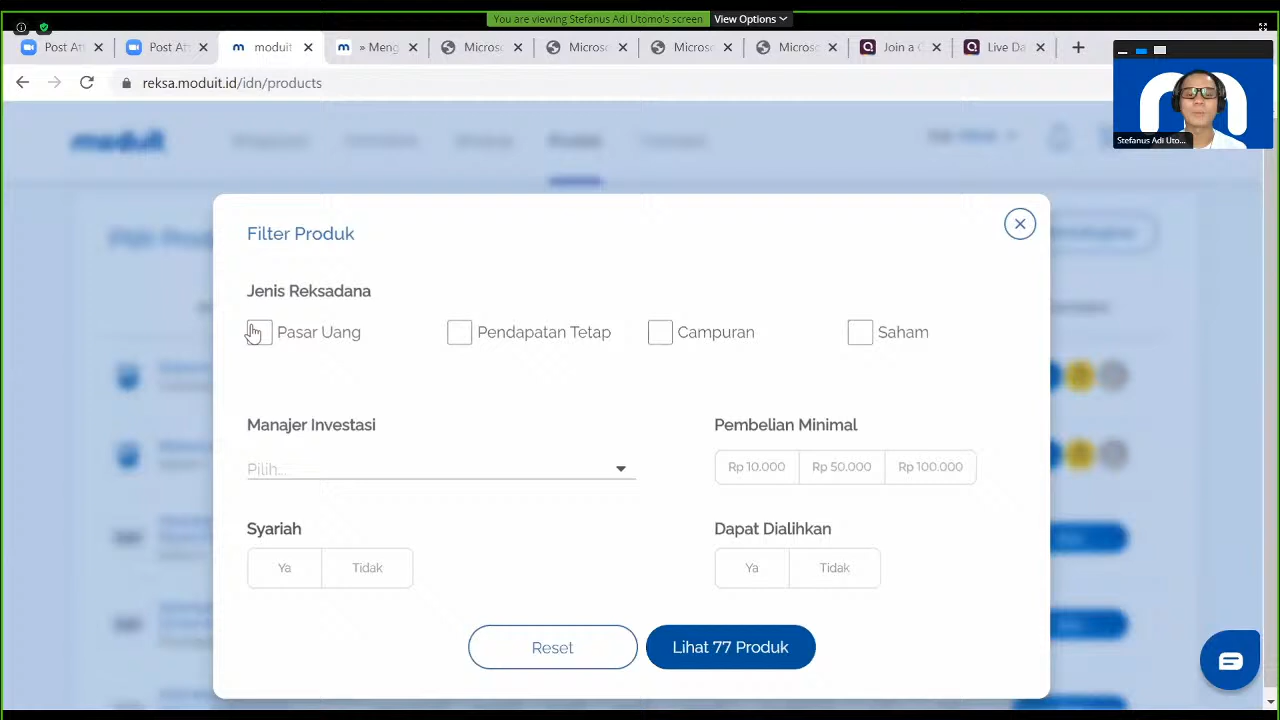 You are viewing Stefanus Adi Utomo's screen
View Options
Post At
Post At
moduit
» Meng
Micros
Micros
Micros
Micros
Join a C
Live Da
reksa.moduit.id/idn/products
Stefanus Adi Uto...
moduit
Filter Produk
Jenis Reksadana
Pasar Uang
Pendapatan Tetap
Campuran
Saham
Manajer Investasi
Pembelian Minimal
Pilih...
Rp 10.000
Rp 50.000
Rp 100.000
Syariah
Dapat Dialihkan
Ya
Tidak
Ya
Tidak
Reset
Lihat 77 Produk